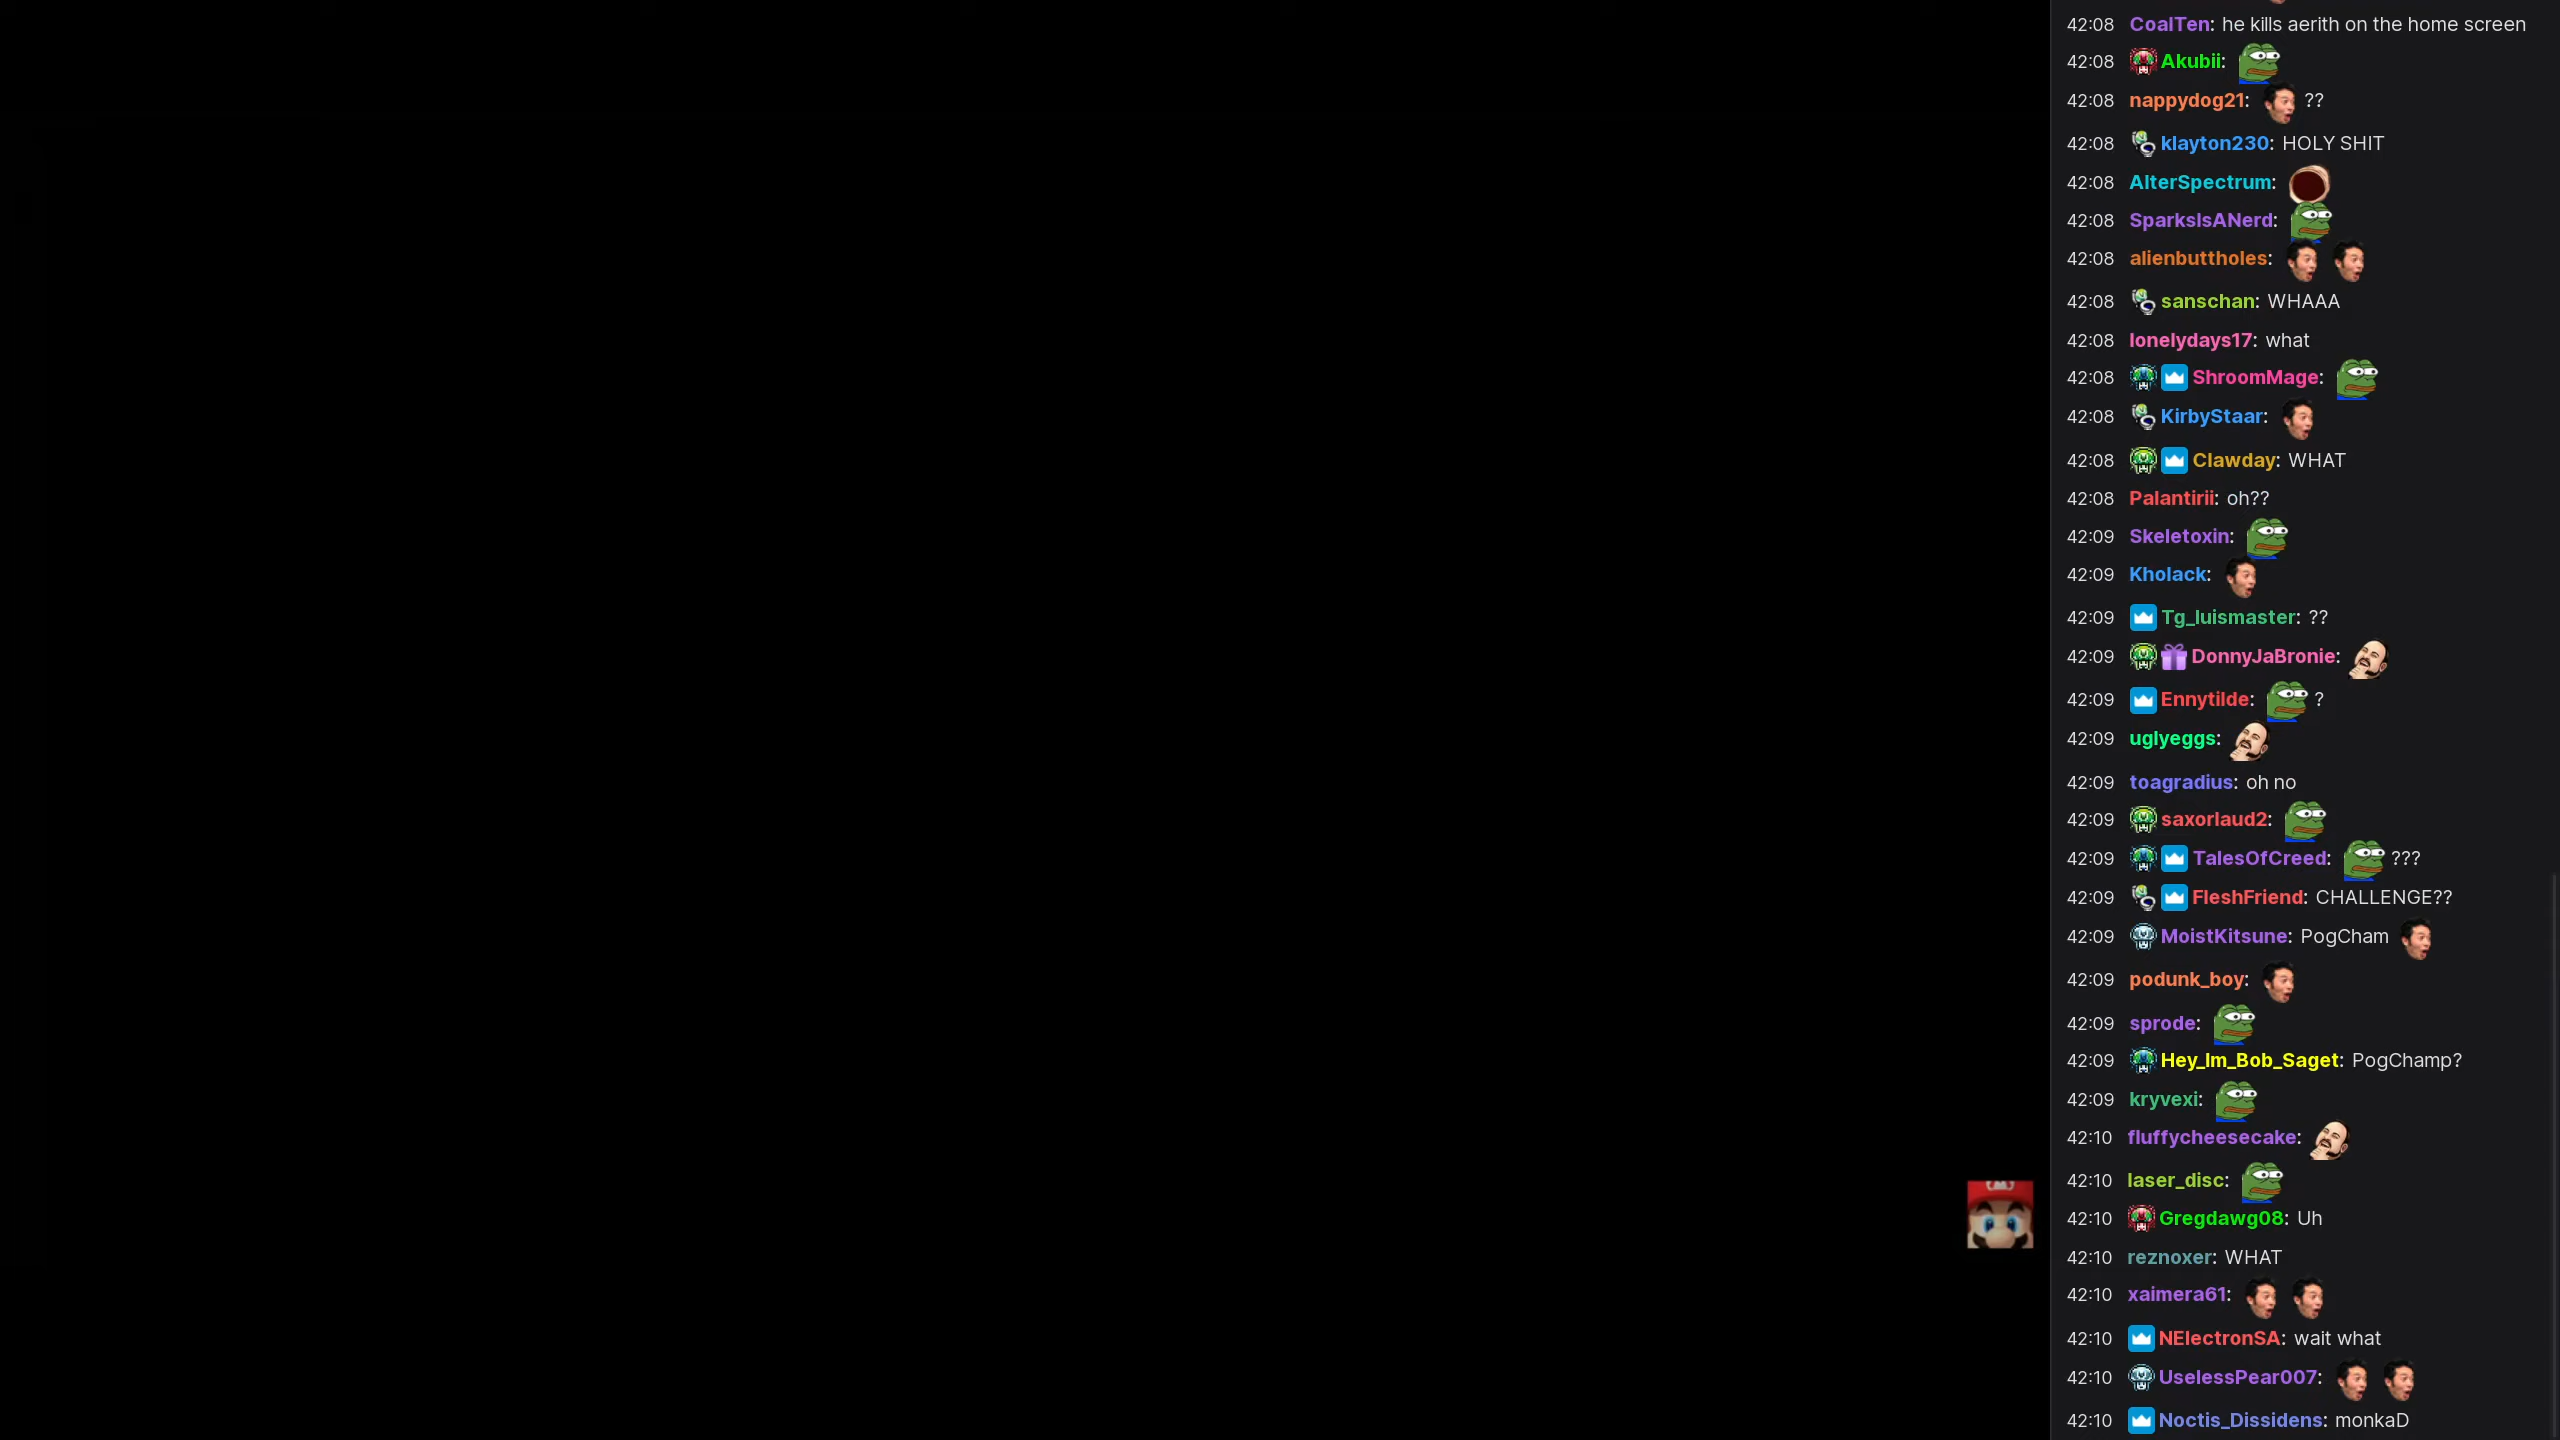 42:08 CoalTen: he kills aerith on the home screen
42:08 Akubii:
42:08 nappydog21: ??
42:08 klayton230: HOLY SHIT
42:08 AlterSpectrum:
42:08 SparksIsANerd:
42:08 alienbuttholes:
42:08 sanschan: WHAAA
42:08 lonelydays17: what
42:08 ShroomMage:
42:08 KirbyStaar:
42:08 Clawday: WHAT
42:08 Palantirii: oh??
42:09 Skeletoxin:
42:09 Kholack:
42:09 Tg_luismaster: ??
42:09 DonnyJaBronie:
42:09 Ennytilde: ?
42:09 uglyeggs:
42:09 toagradius: oh no
42:09 saxorlaud2:
42:09 TalesOfCreed: ???
42:09 FleshFriend: CHALLENGE??
42:09 MoistKitsune: PogCham
42:09 podunk_boy:
42:09 sprode:
42:09 Hey_Im_Bob_Saget: PogChamp?
42:09 kryvexi:
42:10 fluffycheesecake:
42:10 laser_disc:
42:10 Gregdawg08: Uh
42:10 reznoxer: WHAT
42:10 xaimera61:
42:10 NElectronSA: wait what
42:10 UselessPear007:
42:10 Noctis_Dissidens: monkaD